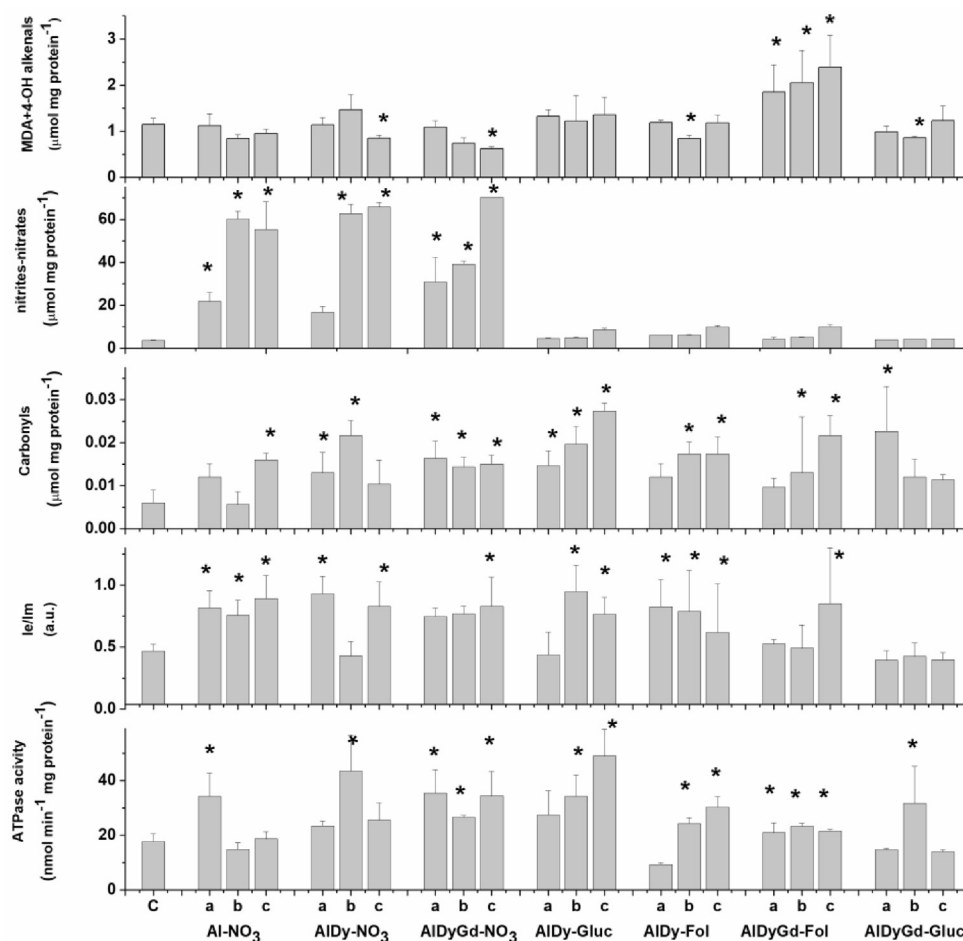 MDA+4-OH alkenals
(μmol mg protein⁻¹)
3
2
1
0
* * * * * * *
nitrites-nitrates
(μmol mg protein⁻¹)
60
40
20
0
* * * * * * * *
Carbonyls
(μmol mg protein⁻¹)
0.03
0.02
0.01
0.00
* * * * * * * * * * * * * *
Ie/Im
(a.u.)
1.0
0.5
0.0
* * * * * * * * * * * * *
ATPase acivity
(nmol min⁻¹ mg protein⁻¹)
40
20
0
* * * * * * * * * * * * *
C a b c a b c a b c a b c a b c a b c a b c
Al-NO₃ AlDy-NO₃ AlDyGd-NO₃ AlDy-Gluc AlDy-Fol AlDyGd-Fol AlDyGd-Gluc